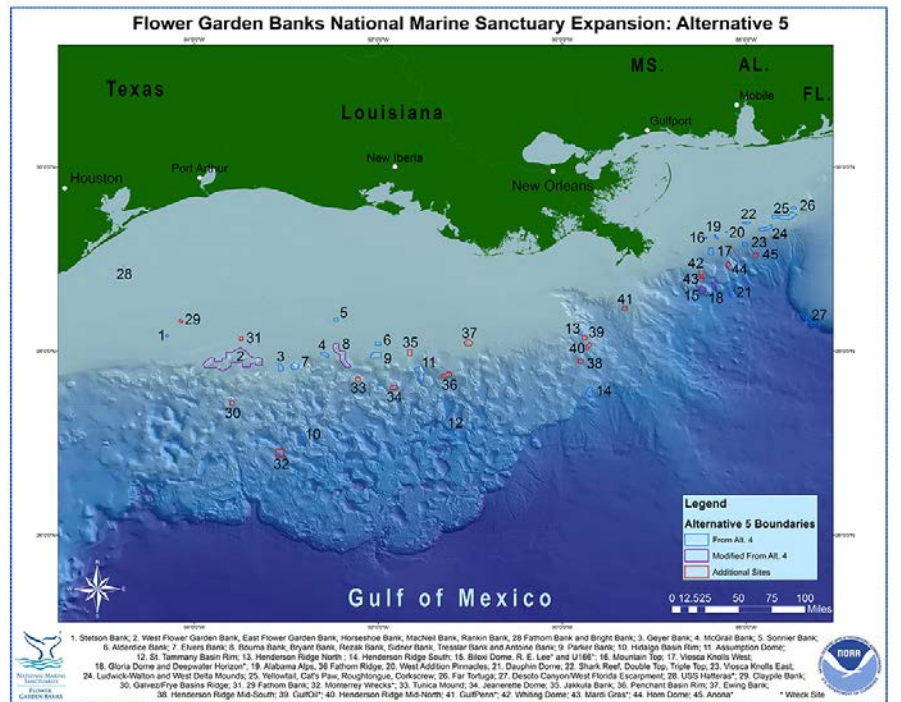 Flower Garden Banks National Marine Sanctuary Expansion: Alternative 5
MS.
AL.
FL.
Texas
Louisiana
Mobile
Gulfport
New Iberia
Port Arthur
Houston
New Orleans
26
25
22
24
19
20
16
23
17
45
28
42
44
43
15
18
21
41
27
5
29
1
31
13
39
37
6
35
8
4
40
2
3
7
9
38
11
33
36
34
14
30
12
10
32
Legend
Alternative 5 Boundaries
From Alt. 4
Modified From Alt. 4
Additional Sites
0 12.525 50 75 100
Miles
Gulf of Mexico
1. Stetson Bank; 2. West Flower Garden Bank, East Flower Garden Bank, Horseshoe Bank, MacNeil Bank, Rankin Bank, 28 Fathom Bank and Bright Bank; 3. Geyer Bank; 4. McGrail Bank; 5. Sonnier Bank;
6. Alderdice Bank; 7. Elvers Bank; 8. Bouma Bank, Bryant Bank, Rezak Bank, Sidner Bank, Tresslar Bank and Antoine Bank; 9. Parker Bank; 10. Hidalgo Basin Rim; 11. Assumption Dome;
12. St. Tammany Basin Rim; 13. Henderson Ridge North ; 14. Henderson Ridge South; 15. Biloxi Dome, R. E. Lee* and U166*; 16. Mountain Top; 17. Viosca Knolls West;
18. Gloria Dome and Deepwater Horizon*; 19. Alabama Alps, 36 Fathom Ridge; 20. West Addition Pinnacles; 21. Dauphin Dome; 22. Shark Reef, Double Top, Triple Top; 23. Viosca Knolls East;
24. Ludwick-Walton and West Delta Mounds; 25. Yellowtail, Cat's Paw, Roughtongue, Corkscrew; 26. Far Tortuga; 27. Desoto Canyon/West Florida Escarpment; 28. USS Hatteras*; 29. Claypile Bank;
30. Galvez/Frye Basins Ridge; 31. 29 Fathom Bank; 32. Monterrey Wrecks*; 33. Tunica Mound; 34. Jeanerette Dome; 35. Jakkula Bank; 36. Penchant Basin Rim; 37. Ewing Bank;
38. Henderson Ridge Mid-South; 39. GulfOil*; 40. Henderson Ridge Mid-North; 41. GulfPenn*; 42. Whiting Dome; 43. Mardi Gras*; 44. Horn Dome; 45. Anona*
* Wreck Site
NATIONAL MARINE
SANCTUARIES
FLOWER
GARDEN BANKS
NOAA